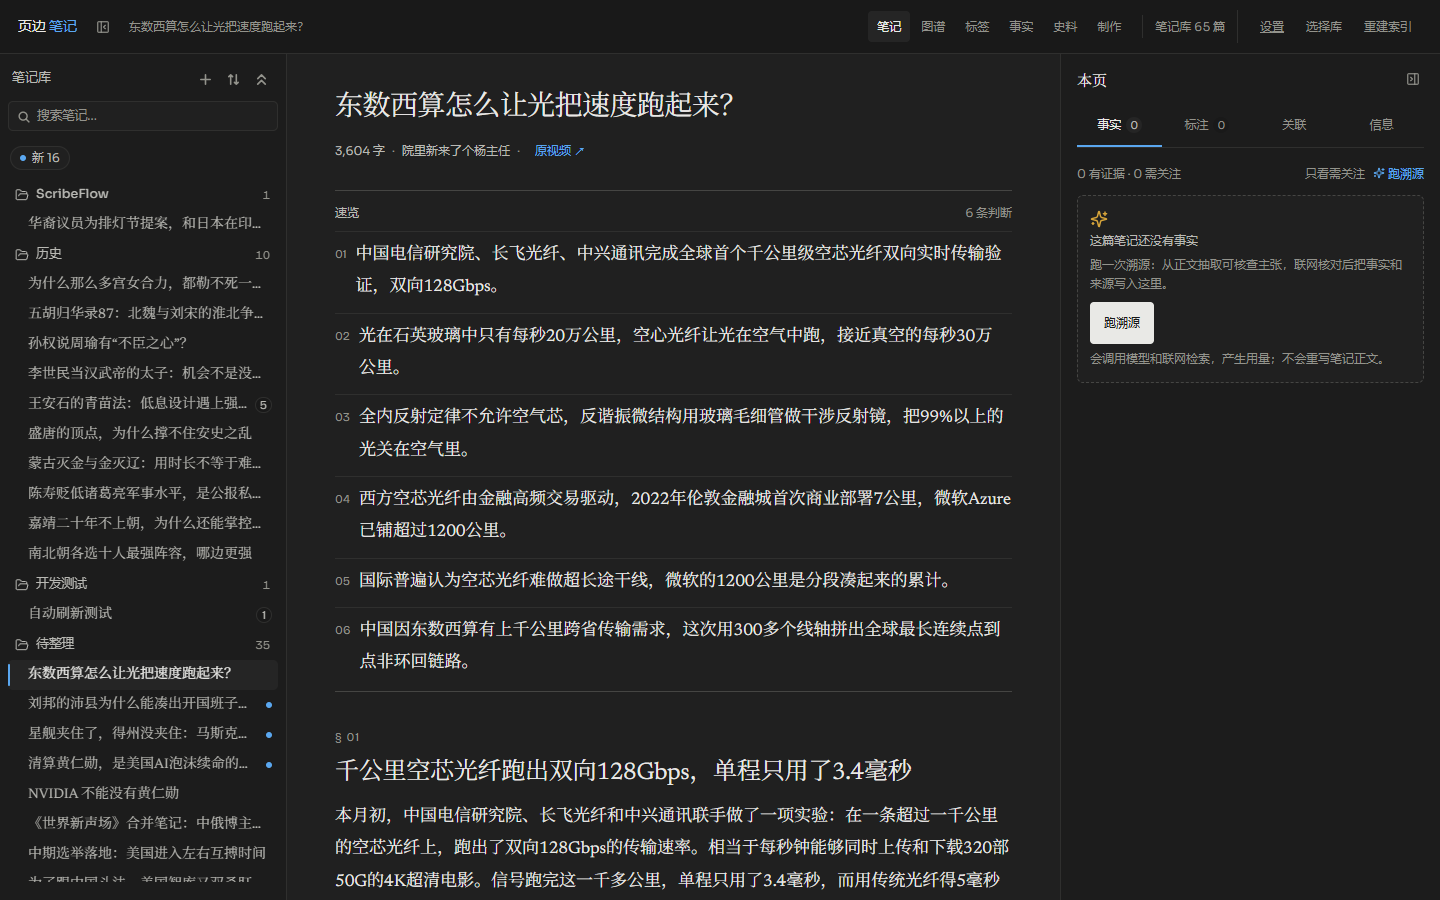 页边 笔记
东数西算怎么让光把速度跑起来？
笔记 图谱 标签 事实 史料 制作 笔记库 65 篇 设置 选择库 重建索引
笔记库
搜索笔记...
新 16
ScribeFlow 1
华裔议员为排灯节提案，和日本在印...
历史 10
为什么那么多宫女合力，都勒不死一...
五胡归华录87：北魏与刘宋的淮北争...
孙权说周瑜有“不臣之心”？
李世民当汉武帝的太子：机会不是没...
王安石的青苗法：低息设计遇上强... 5
盛唐的顶点，为什么撑不住安史之乱
蒙古灭金与金灭辽：用时长不等于难...
陈寿贬低诸葛亮军事水平，是公报私...
嘉靖二十年不上朝，为什么还能掌控...
南北朝各选十人最强阵容，哪边更强
开发测试 1
自动刷新测试 1
待整理 35
东数西算怎么让光把速度跑起来？
刘邦的沛县为什么能凑出开国班子...
星舰夹住了，得州没夹住：马斯克...
清算黄仁勋，是美国AI泡沫续命的...
NVIDIA 不能没有黄仁勋
《世界新声场》合并笔记：中俄博主...
中期选举落地：美国进入左右互搏时间
东数西算怎么让光把速度跑起来？
3,604 字 · 院里新来了个杨主任 · 原视频 ↗
速览 6 条判断
01 中国电信研究院、长飞光纤、中兴通讯完成全球首个千公里级空芯光纤双向实时传输验
证，双向128Gbps。
02 光在石英玻璃中只有每秒20万公里，空心光纤让光在空气中跑，接近真空的每秒30万
公里。
03 全内反射定律不允许空气芯，反谐振微结构用玻璃毛细管做干涉反射镜，把99%以上的
光关在空气里。
04 西方空芯光纤由金融高频交易驱动，2022年伦敦金融城首次商业部署7公里，微软Azure
已铺超过1200公里。
05 国际普遍认为空芯光纤难做超长途干线，微软的1200公里是分段凑起来的累计。
06 中国因东数西算有上千公里跨省传输需求，这次用300多个线轴拼出全球最长连续点到
点非环回链路。
§ 01
千公里空芯光纤跑出双向128Gbps，单程只用了3.4毫秒
本月初，中国电信研究院、长飞光纤和中兴通讯联手做了一项实验：在一条超过一千公里
的空芯光纤上，跑出了双向128Gbps的传输速率。相当于每秒钟能够同时上传和下载320部
50G的4K超清电影。信号跑完这一千多公里，单程只用了3.4毫秒，而用传统光纤得5毫秒
本页
事实 0 标注 0 关联 信息
0 有证据 · 0 需关注 只看需关注 跑溯源
这篇笔记还没有事实
跑一次溯源：从正文抽取可核查主张，联网核对后把事实和
来源写入这里。
跑溯源
会调用模型和联网检索，产生用量；不会重写笔记正文。